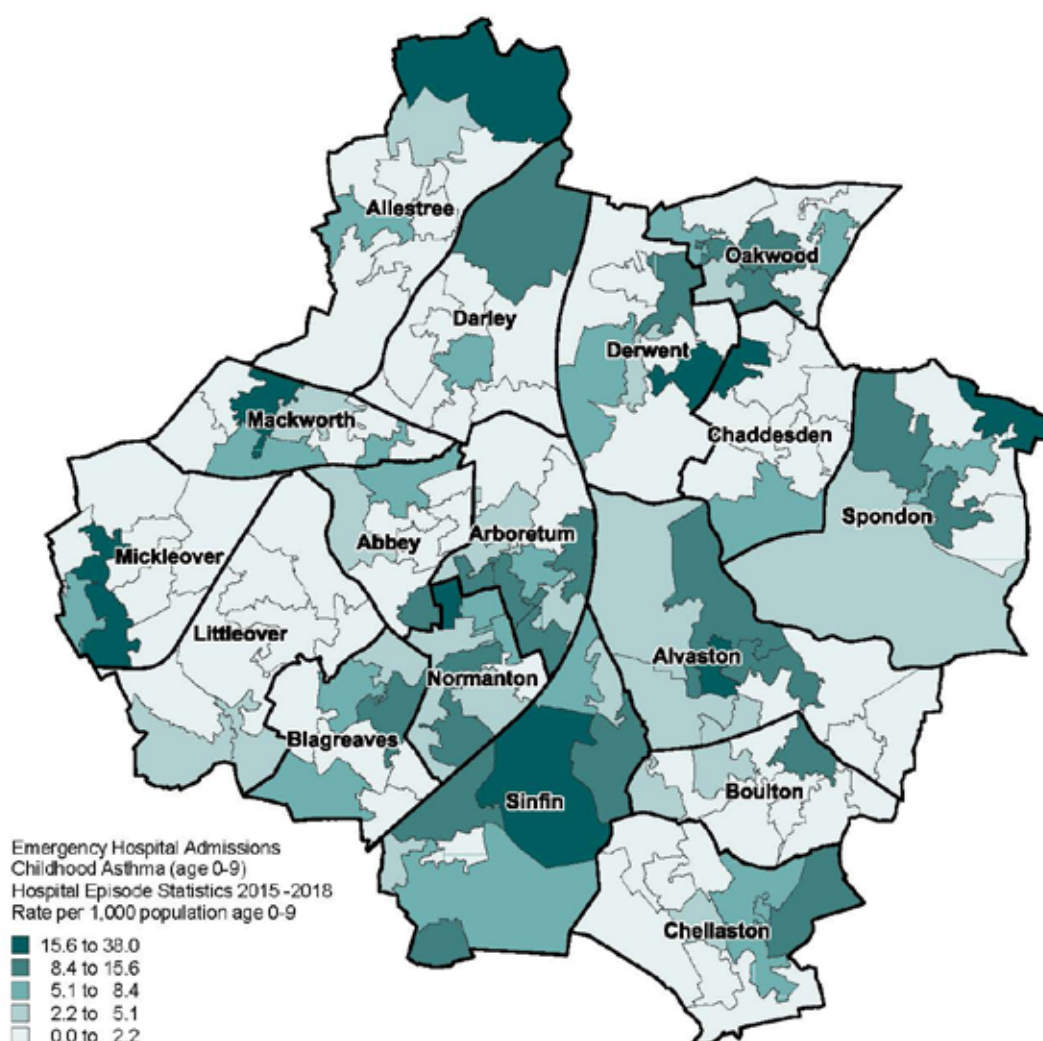 Allestree
Oakwood
Darley
Derwent
Mackworth
Chaddesden
Spondon
Arboretum
Abbey
Mickleover
Littleover
Alvaston
Normanton
Blagreaves
Boulton
Sinfin
Chellaston
Emergency Hospital Admissions
Childhood Asthma (age 0-9)
Hospital Episode Statistics 2015 -2018
Rate per 1,000 population age 0-9
15.6 to 38.0
8.4 to 15.6
5.1 to 8.4
2.2 to 5.1
0.0 to 2.2